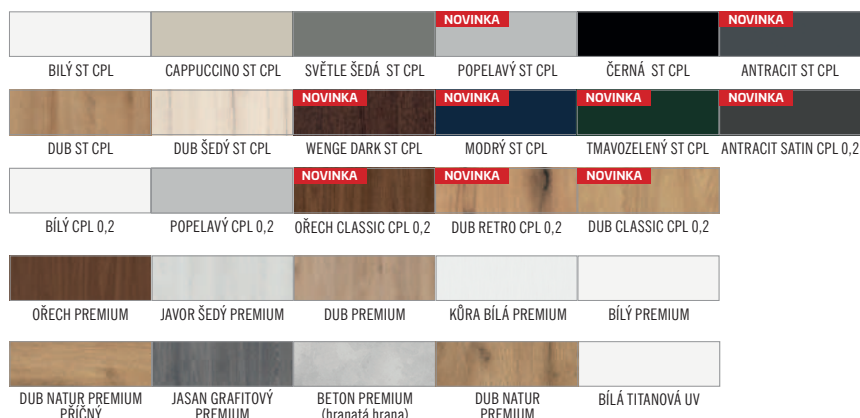 NOVINKA NOVINKA
BILÝ ST CPL CAPPUCCINO ST CPL SVĚTLE ŠEDÁ ST CPL POPELAVÝ ST CPL ČERNÁ ST CPL ANTRACIT ST CPL
NOVINKA NOVINKA NOVINKA NOVINKA
DUB ST CPL DUB ŠEDÝ ST CPL WENGE DARK ST CPL MODRÝ ST CPL TMAVOZELENÝ ST CPL ANTRACIT SATIN CPL 0,2
NOVINKA NOVINKA NOVINKA
BÍLÝ CPL 0,2 POPELAVÝ CPL 0,2 OŘECH CLASSIC CPL 0,2 DUB RETRO CPL 0,2 DUB CLASSIC CPL 0,2
OŘECH PREMIUM JAVOR ŠEDÝ PREMIUM DUB PREMIUM KŮRA BÍLÁ PREMIUM BÍLÝ PREMIUM
DUB NATUR PREMIUM JASAN GRAFITOVÝ BETON PREMIUM DUB NATUR BÍLÁ TITANOVÁ UV
PŘÍČNÝ PREMIUM (hranatá hrana) PREMIUM